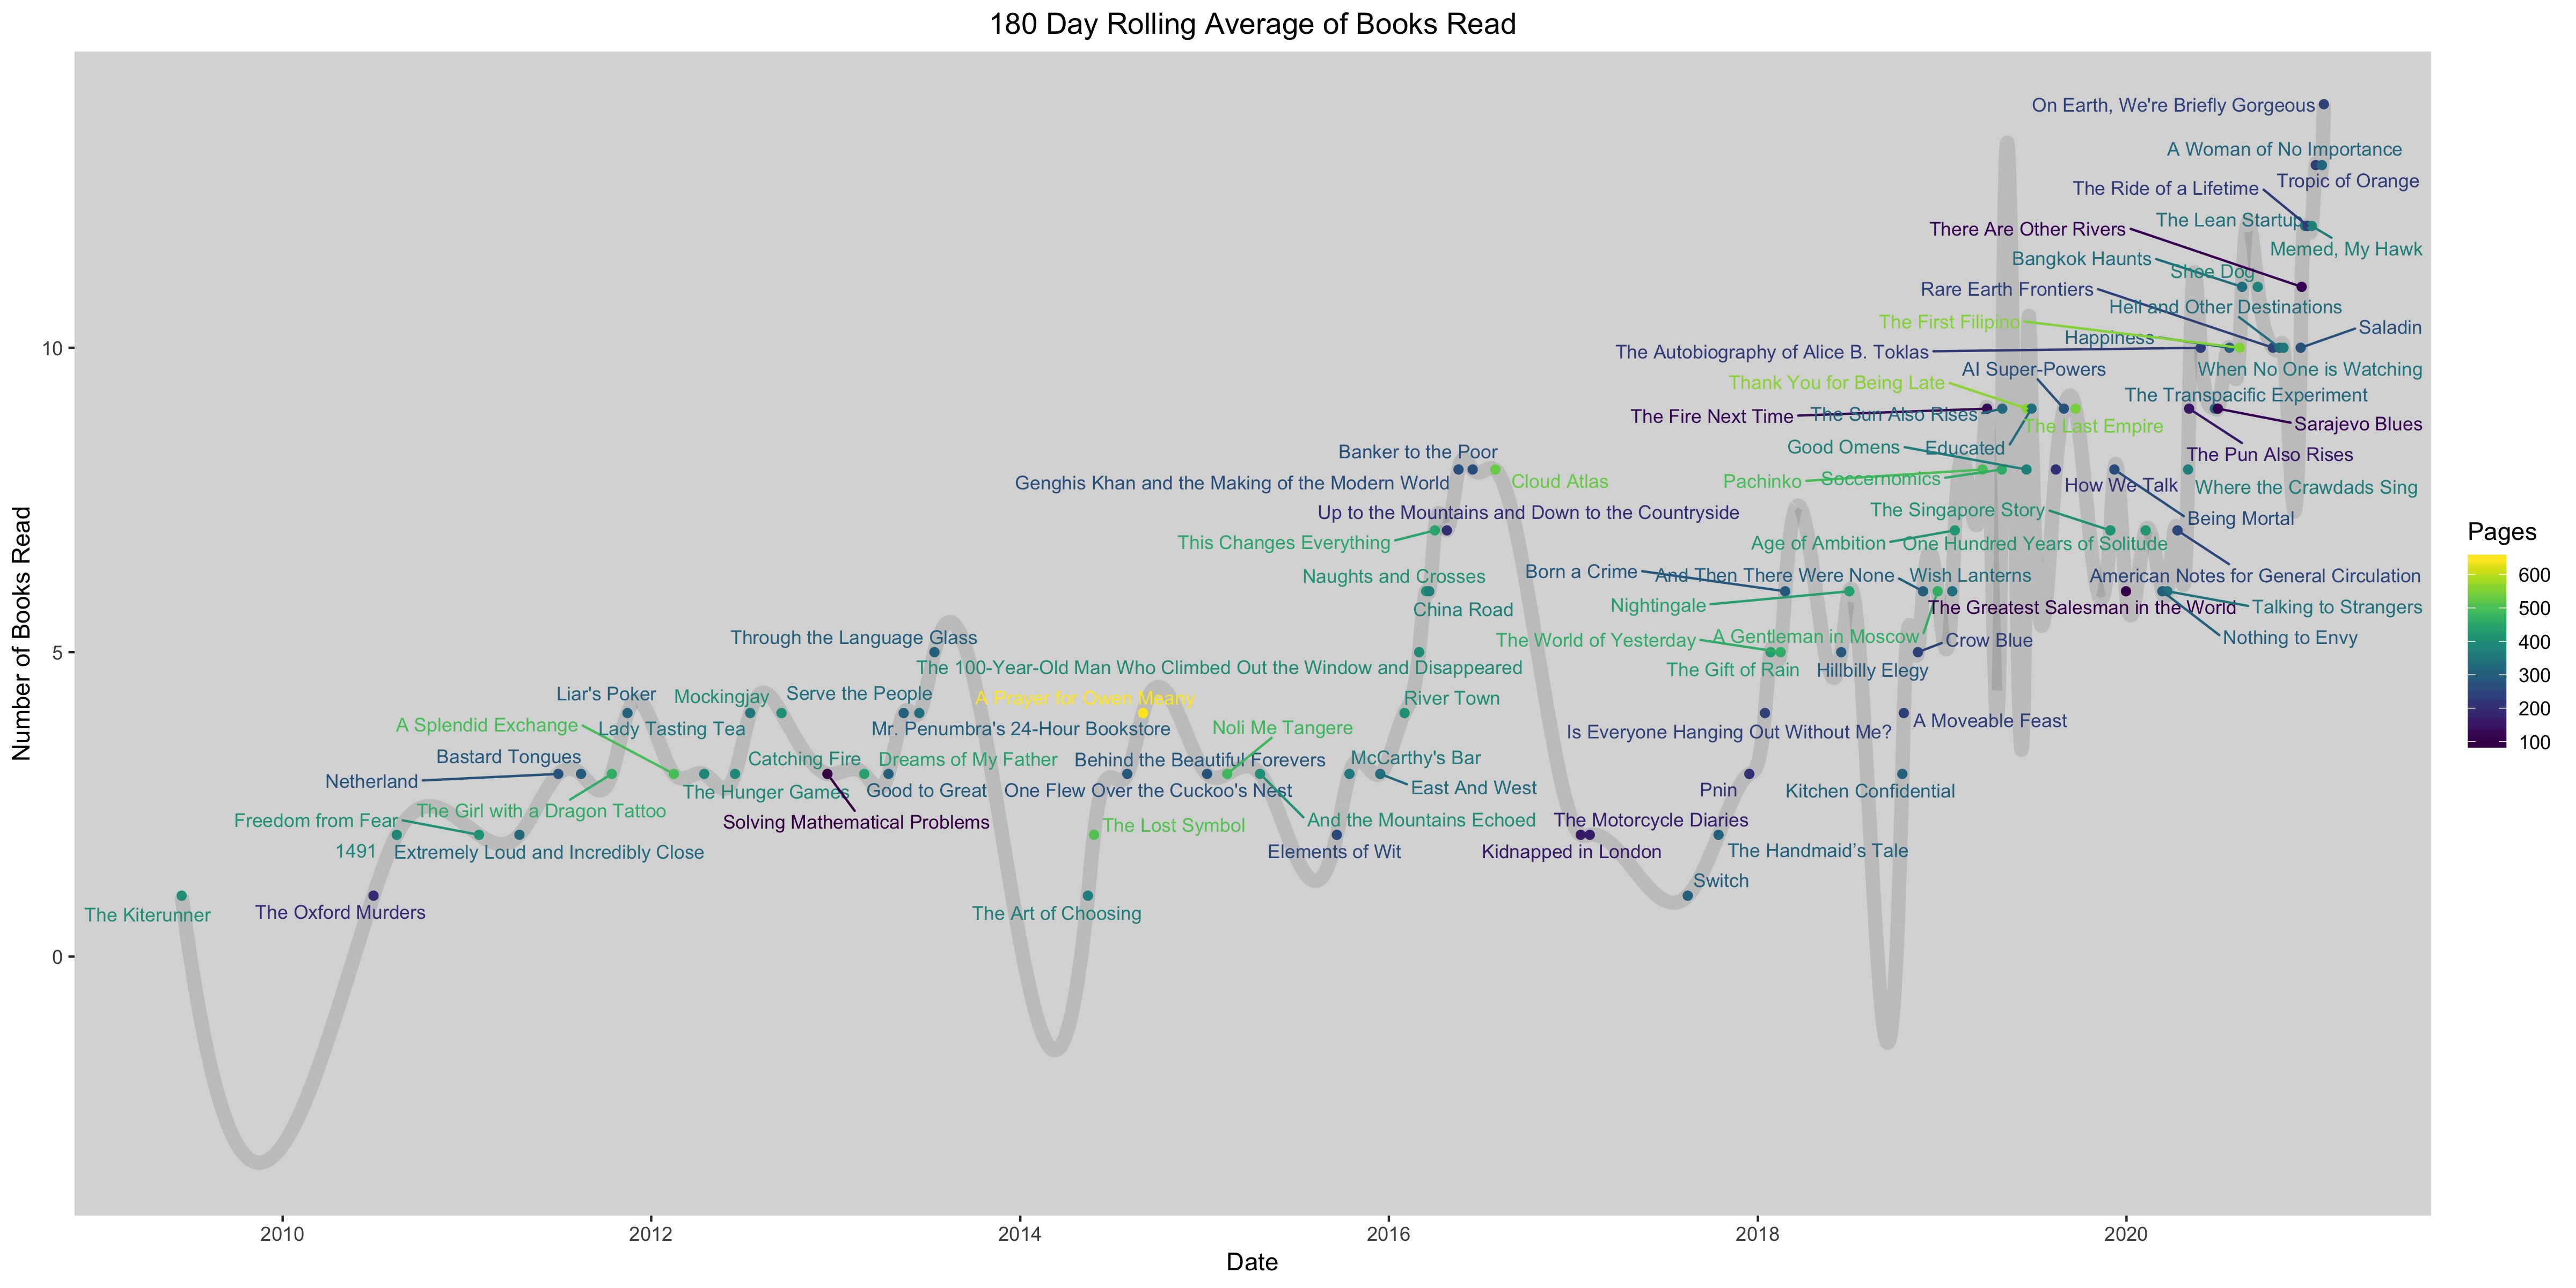 180 Day Rolling Average of Books Read
On Earth, We're Briefly Gorgeous
A Woman of No Importance
Tropic of Orange
The Ride of a Lifetime
The Lean Startup
There Are Other Rivers
Memed, My Hawk
Bangkok Haunts
Shoe Dog
Rare Earth Frontiers
Hell and Other Destinations
The First Filipino
Saladin
Happiness
10
The Autobiography of Alice B. Toklas
AI Super-Powers
When No One is Watching
Thank You for Being Late
The Transpacific Experiment
The Fire Next Time
The Sun Also Rises
Sarajevo Blues
The Last Empire
Good Omens
Educated
Banker to the Poor
The Pun Also Rises
Pachinko
Soccernomics
Cloud Atlas
Genghis Khan and the Making of the Modern World
How We Talk
Where the Crawdads Sing
Up to the Mountains and Down to the Countryside
The Singapore Story
Being Mortal
This Changes Everything
Age of Ambition
One Hundred Years of Solitude
Born a Crime
And Then There Were None
Wish Lanterns
American Notes for General Circulation
Naughts and Crosses
China Road
Nightingale
The Greatest Salesman in the World
Talking to Strangers
Through the Language Glass
The World of Yesterday
A Gentleman in Moscow
Crow Blue
Nothing to Envy
5
The 100-Year-Old Man Who Climbed Out the Window and Disappeared
The Gift of Rain
Hillbilly Elegy
Liar's Poker
Mockingjay
Serve the People
A Prayer for Owen Meany
River Town
A Splendid Exchange
Lady Tasting Tea
Mr. Penumbra's 24-Hour Bookstore
Noli Me Tangere
Is Everyone Hanging Out Without Me?
A Moveable Feast
Bastard Tongues
Catching Fire
Dreams of My Father
Behind the Beautiful Forevers
McCarthy's Bar
Netherland
The Hunger Games
Good to Great
One Flew Over the Cuckoo's Nest
East And West
Pnin
Kitchen Confidential
The Girl with a Dragon Tattoo
Freedom from Fear
Solving Mathematical Problems
The Lost Symbol
And the Mountains Echoed
The Motorcycle Diaries
1491
Extremely Loud and Incredibly Close
Elements of Wit
Kidnapped in London
The Handmaid’s Tale
Switch
The Kiterunner
The Oxford Murders
The Art of Choosing
0
Number of Books Read
2010
2012
2014
2016
2018
2020
Date
Pages
600
500
400
300
200
100